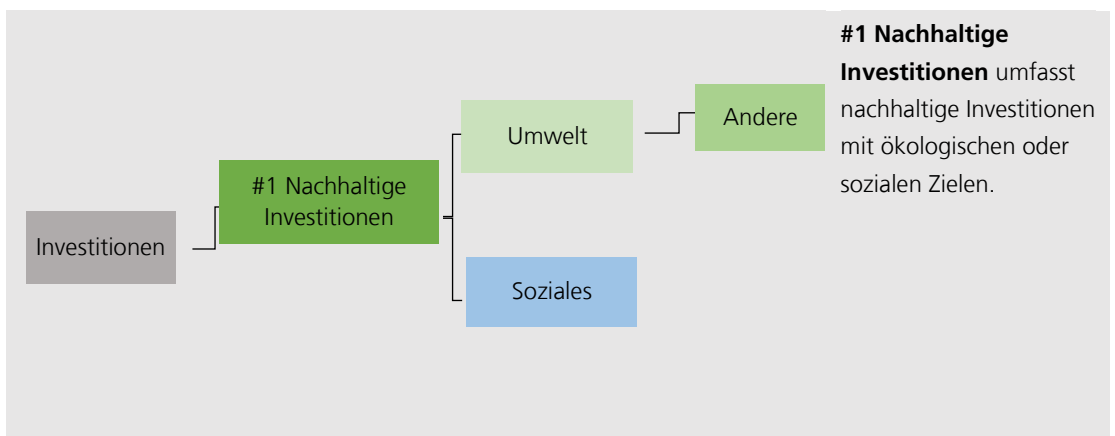 Investitionen
#1 Nachhaltige
Investitionen
Umwelt
Andere
Soziales
#1 Nachhaltige
Investitionen umfasst
nachhaltige Investitionen
mit ökologischen oder
sozialen Zielen.